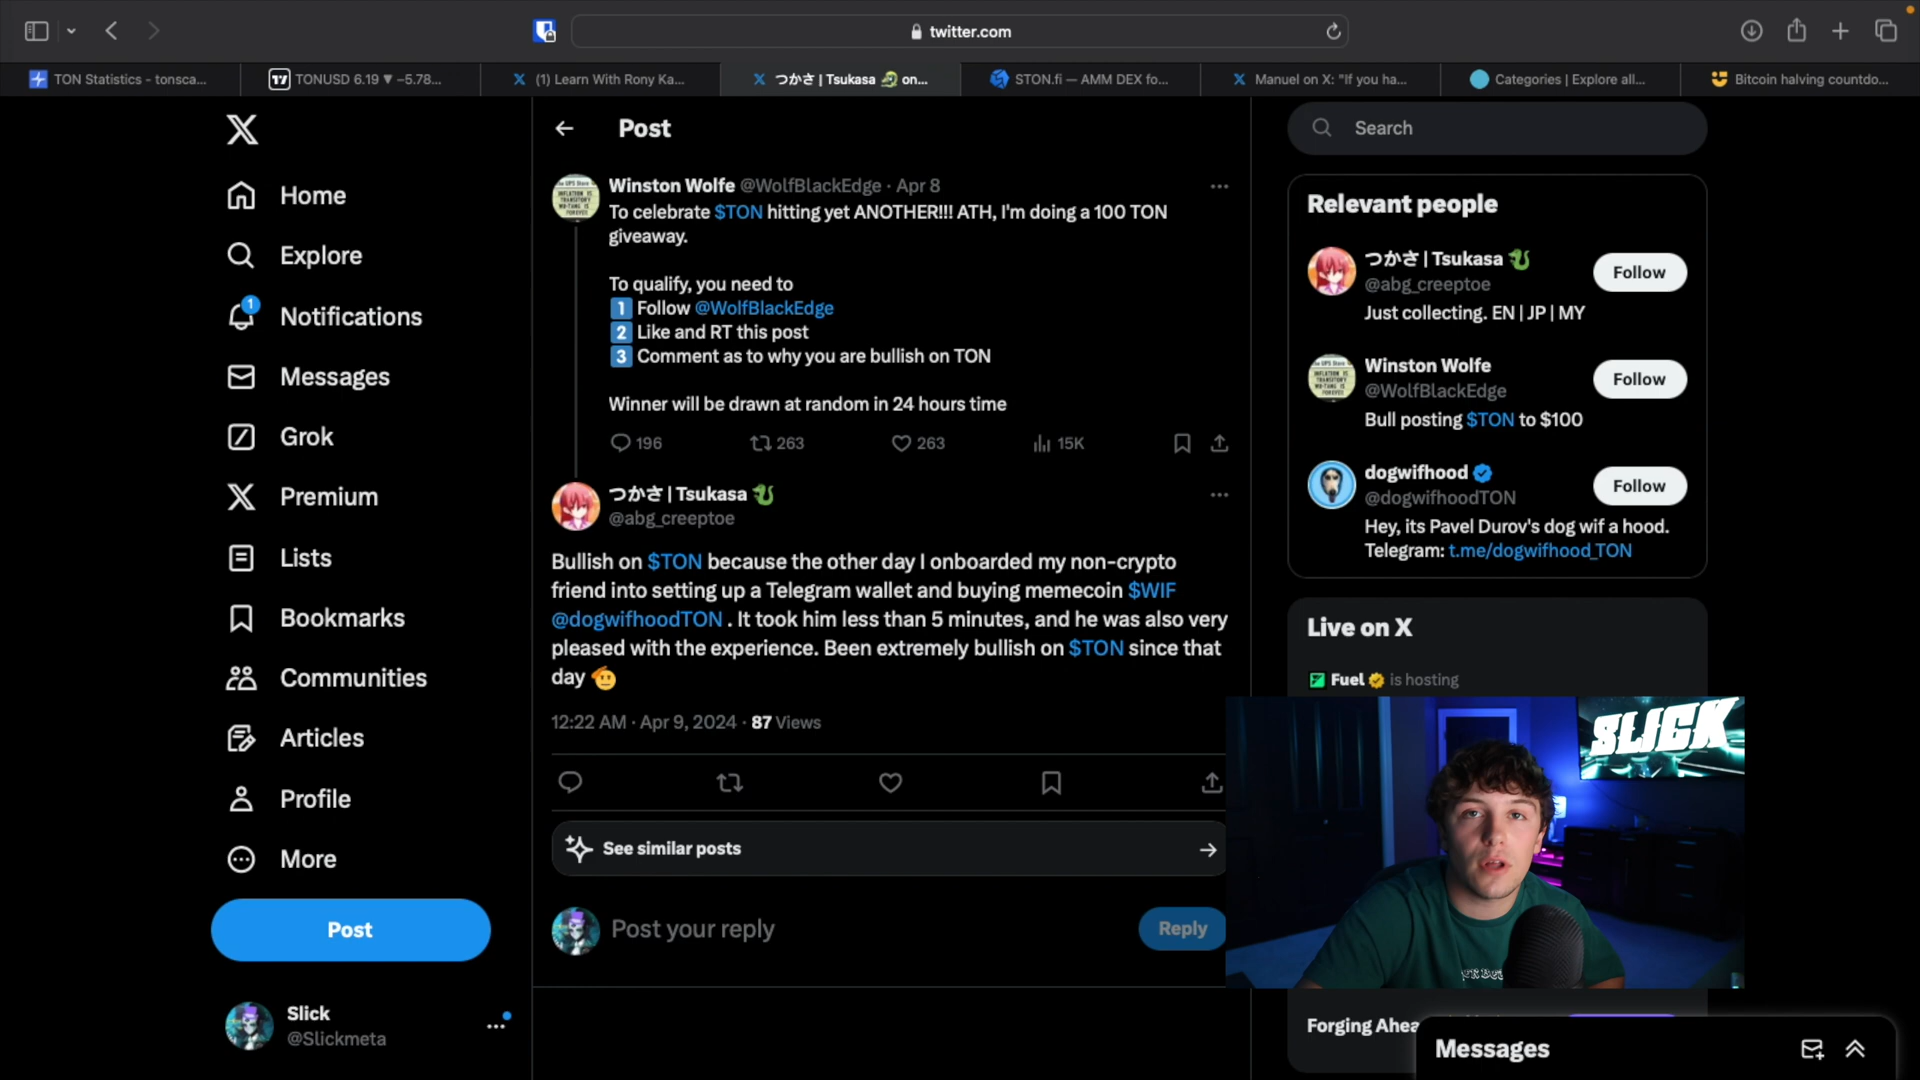 twitter.com
TON Statistics - tonsca...
TONUSD 6.19 ▼ −5.78...
(1) Learn With Rony Ka...
つかさ | Tsukasa 🐉 on...
STON.fi — AMM DEX fo...
Manuel on X: "If you ha...
Categories | Explore all...
Bitcoin halving countdo...
Home
Explore
1
Notifications
Messages
Grok
Premium
Lists
Bookmarks
Communities
Articles
Profile
More
Post
Slick
@Slickmeta
Post
Winston Wolfe @WolfBlackEdge · Apr 8
To celebrate $TON hitting yet ANOTHER!!! ATH, I'm doing a 100 TON
giveaway.
To qualify, you need to
1 Follow @WolfBlackEdge
2 Like and RT this post
3 Comment as to why you are bullish on TON
Winner will be drawn at random in 24 hours time
196 263 263 15K
つかさ | Tsukasa 🐉
@abg_creeptoe
Bullish on $TON because the other day I onboarded my non-crypto
friend into setting up a Telegram wallet and buying memecoin $WIF
@dogwifhoodTON . It took him less than 5 minutes, and he was also very
pleased with the experience. Been extremely bullish on $TON since that
day 🫡
12:22 AM · Apr 9, 2024 · 87 Views
See similar posts
Post your reply
Reply
Search
Relevant people
つかさ | Tsukasa 🐉
@abg_creeptoe
Follow
Just collecting. EN | JP | MY
Winston Wolfe
@WolfBlackEdge
Follow
Bull posting $TON to $100
dogwifhood
@dogwifhoodTON
Follow
Hey, its Pavel Durov's dog wif a hood.
Telegram: t.me/dogwifhood_TON
Live on X
Fuel is hosting
SLICK
Forging Ahea
Messages